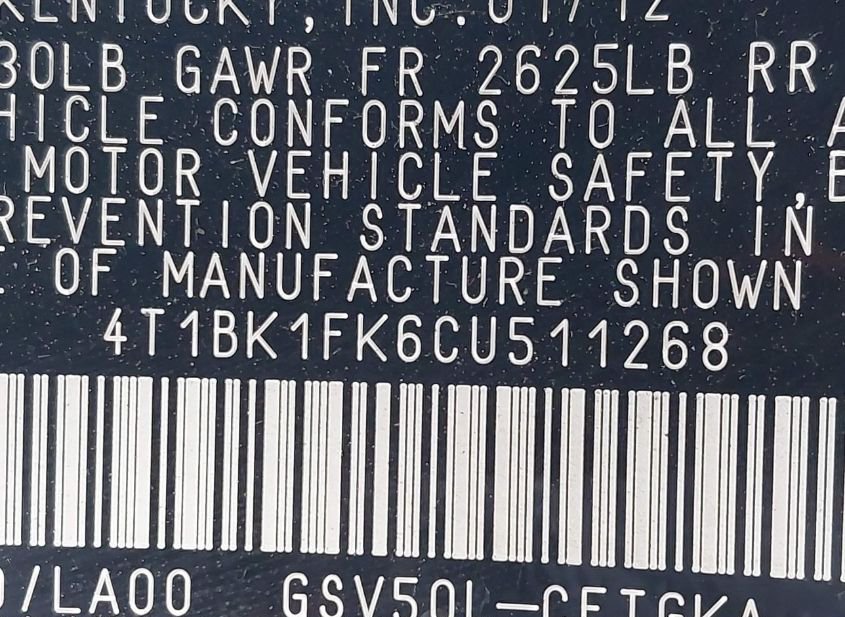 KENTUCKY, INC. 01/12
30LB GAWR FR 2625LB RR
HICLE CONFORMS TO ALL A
MOTOR VEHICLE SAFETY, B
REVENTION STANDARDS IN
OF MANUFACTURE SHOWN
4T1BK1FK6CU511268
/LA00 GSV50L-CETGKA